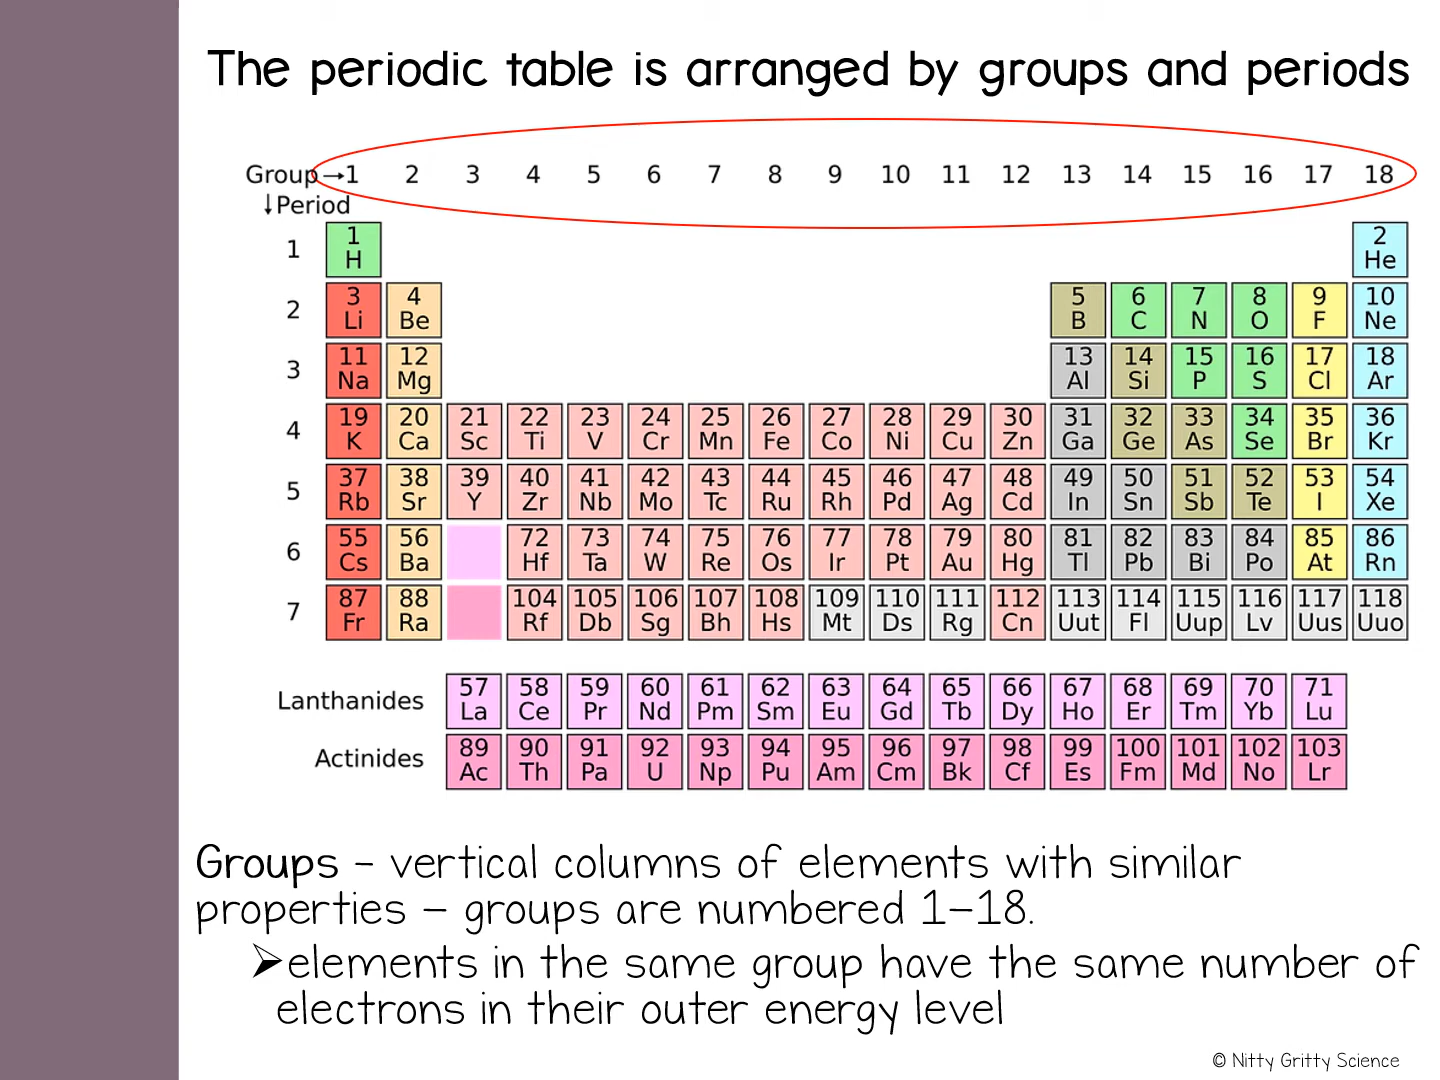 The periodic table is arranged by groups and periods
Group→1 2 3 4 5 6 7 8 9 10 11 12 13 14 15 16 17 18
↓Period
1 1 2
H He
2 3 4 5 6 7 8 9 10
Li Be B C N O F Ne
3 11 12 13 14 15 16 17 18
Na Mg Al Si P S Cl Ar
4 19 20 21 22 23 24 25 26 27 28 29 30 31 32 33 34 35 36
K Ca Sc Ti V Cr Mn Fe Co Ni Cu Zn Ga Ge As Se Br Kr
5 37 38 39 40 41 42 43 44 45 46 47 48 49 50 51 52 53 54
Rb Sr Y Zr Nb Mo Tc Ru Rh Pd Ag Cd In Sn Sb Te I Xe
6 55 56 72 73 74 75 76 77 78 79 80 81 82 83 84 85 86
Cs Ba Hf Ta W Re Os Ir Pt Au Hg Tl Pb Bi Po At Rn
7 87 88 104 105 106 107 108 109 110 111 112 113 114 115 116 117 118
Fr Ra Rf Db Sg Bh Hs Mt Ds Rg Cn Uut Fl Uup Lv Uus Uuo
Lanthanides 57 58 59 60 61 62 63 64 65 66 67 68 69 70 71
La Ce Pr Nd Pm Sm Eu Gd Tb Dy Ho Er Tm Yb Lu
Actinides 89 90 91 92 93 94 95 96 97 98 99 100 101 102 103
Ac Th Pa U Np Pu Am Cm Bk Cf Es Fm Md No Lr
Groups – vertical columns of elements with similar
properties – groups are numbered 1–18.
➢elements in the same group have the same number of
electrons in their outer energy level
© Nitty Gritty Science